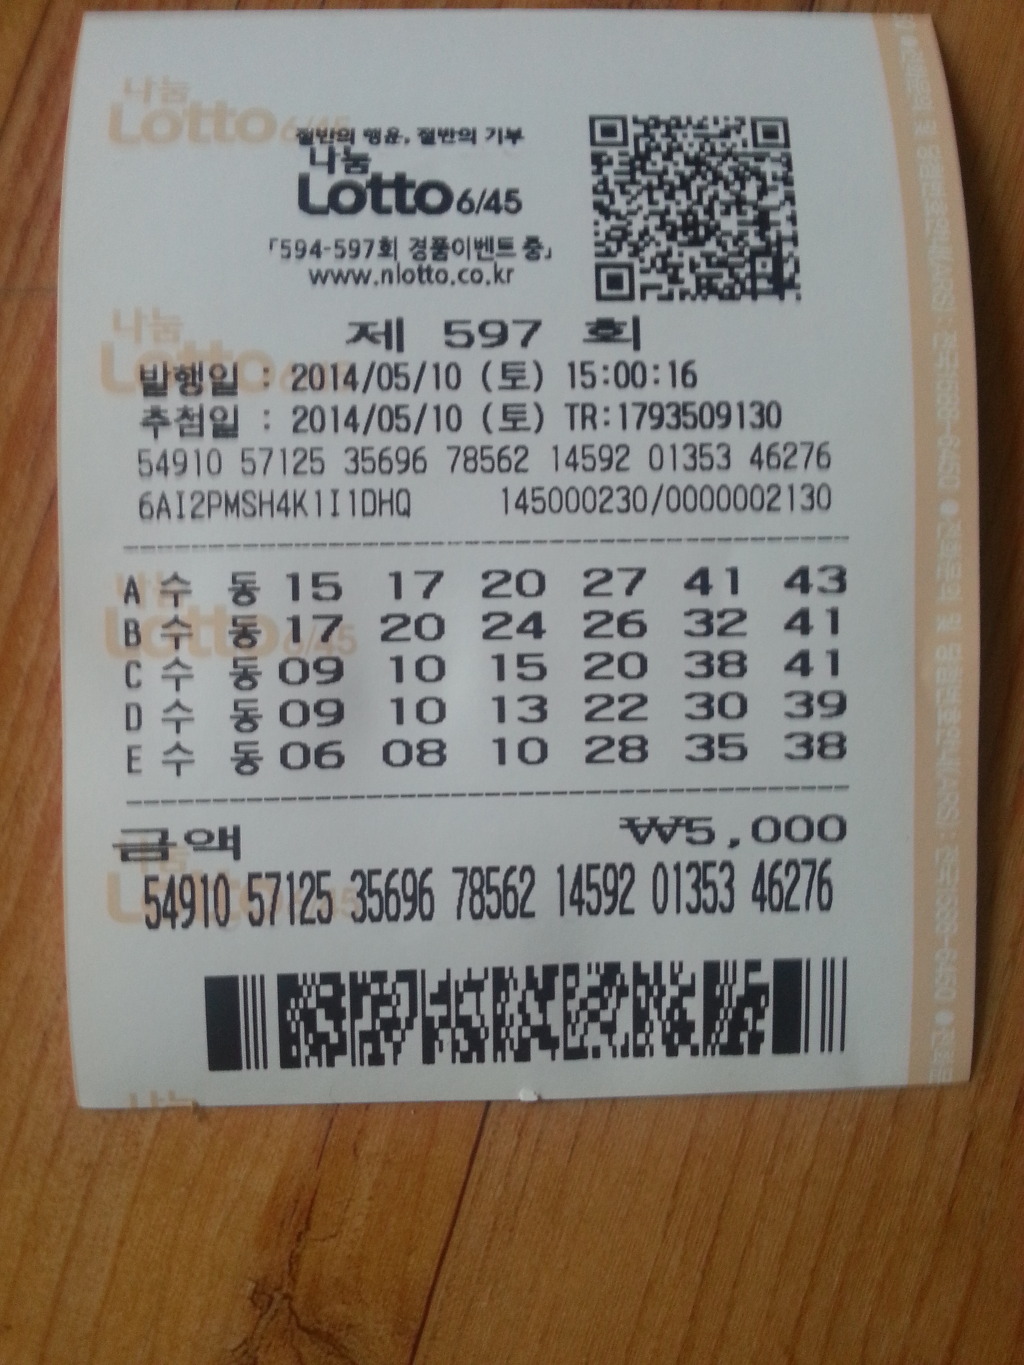 나눔
Lotto 6/45
절반의 행운, 절반의 기부
나눔
Lotto 6/45
「594-597회 경품이벤트 중」
www.nlotto.co.kr
제 597 회
발행일 : 2014/05/10 (토) 15:00:16
추첨일 : 2014/05/10 (토) TR:1793509130
54910 57125 35696 78562 14592 01353 46276
6AI2PMSH4K1I1DHQ 145000230/0000002130
A 수 동 15 17 20 27 41 43
B 수 동 17 20 24 26 32 41
C 수 동 09 10 15 20 38 41
D 수 동 09 10 13 22 30 39
E 수 동 06 08 10 28 35 38
금액 ₩5,000
54910 57125 35696 78562 14592 01353 46276